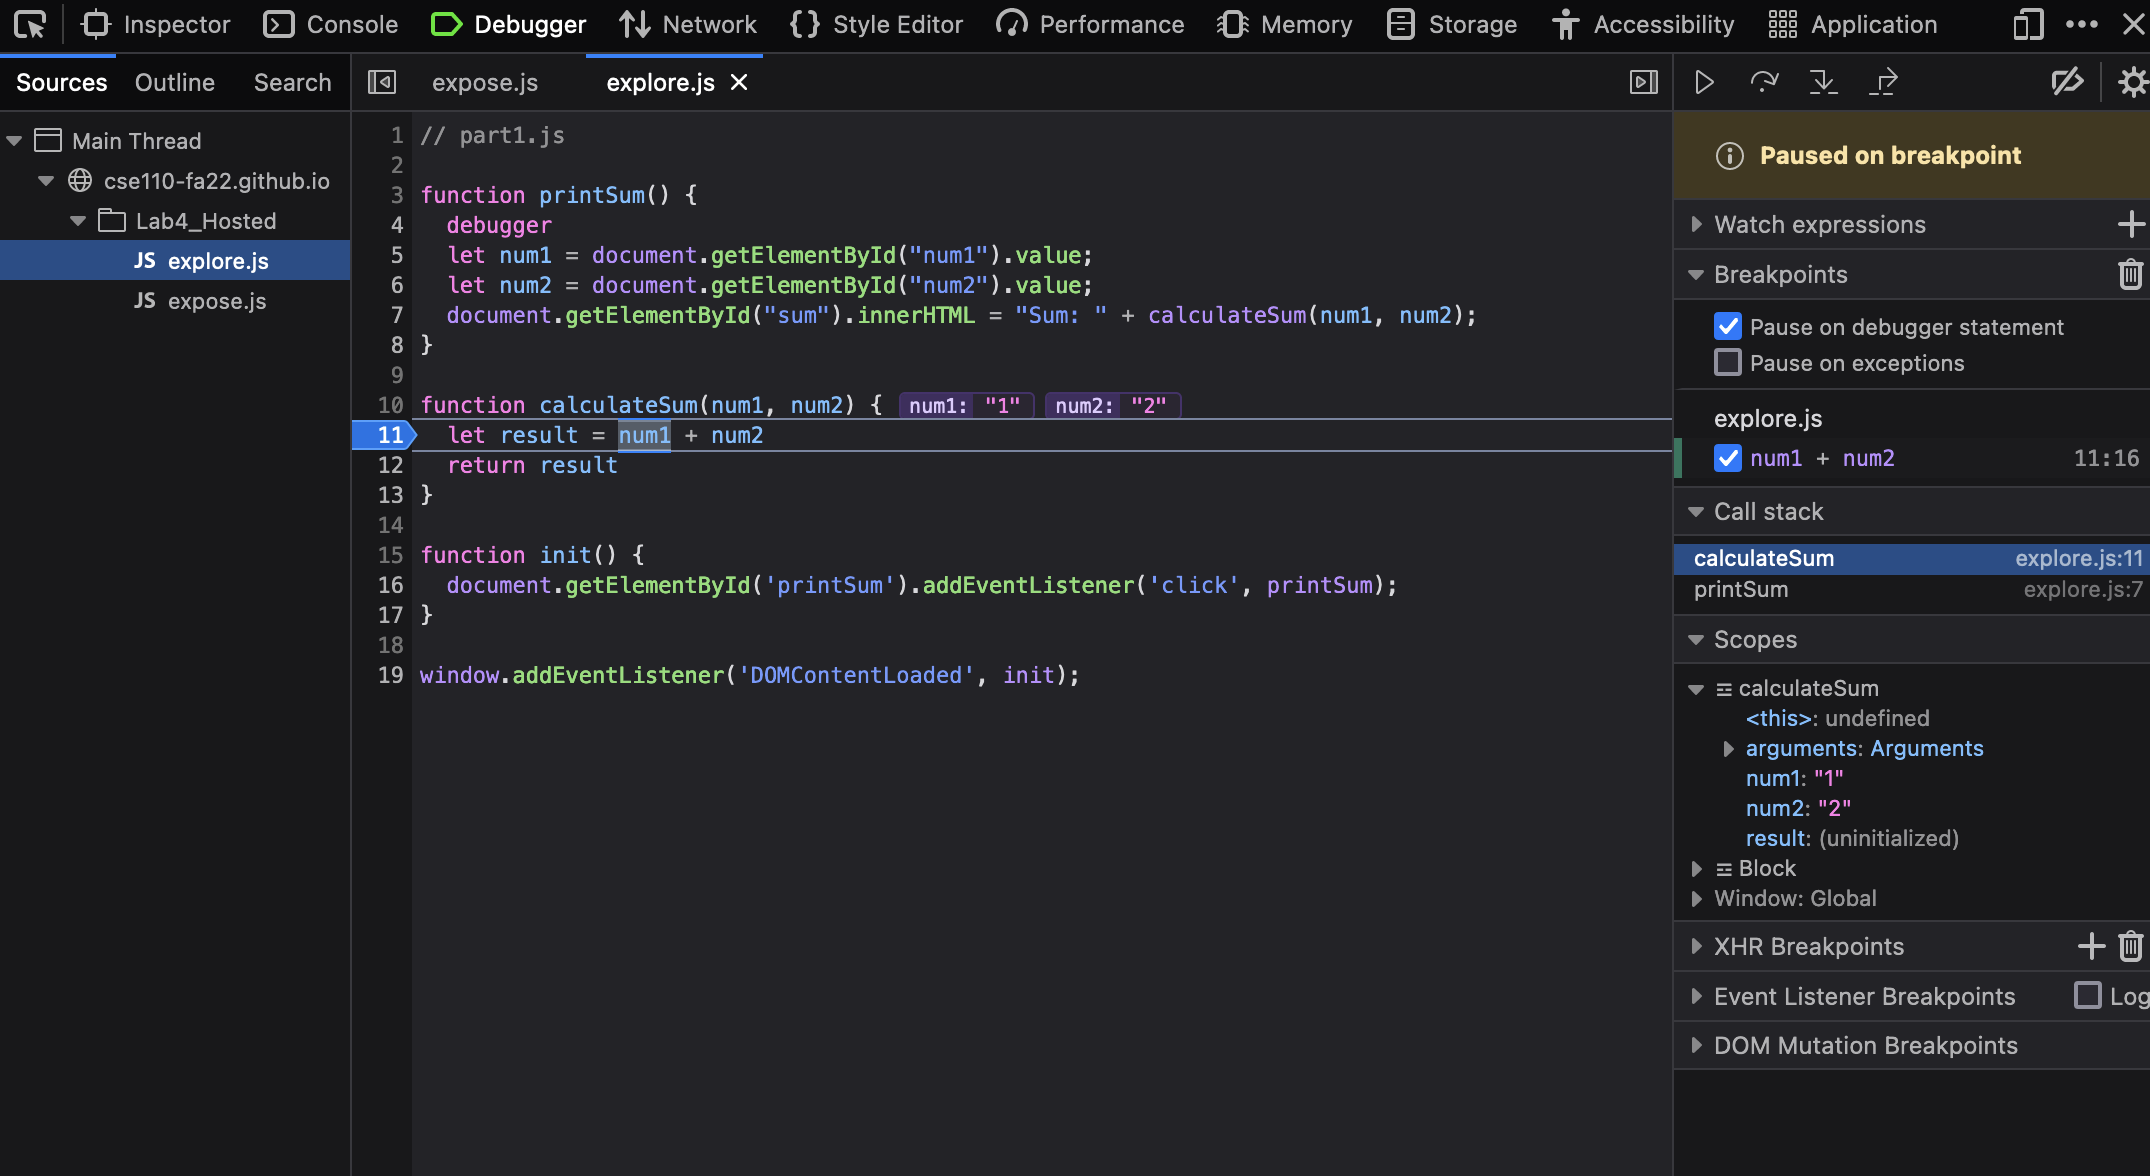 Inspector Console Debugger Network {} Style Editor Performance Memory Storage Accessibility Application
Sources Outline Search
expose.js explore.js
Main Thread
cse110-fa22.github.io
Lab4_Hosted
JS explore.js
JS expose.js
1 // part1.js
2
3 function printSum() {
4   debugger
5   let num1 = document.getElementById("num1").value;
6   let num2 = document.getElementById("num2").value;
7   document.getElementById("sum").innerHTML = "Sum: " + calculateSum(num1, num2);
8 }
9
10 function calculateSum(num1, num2) { num1: "1" num2: "2"
11   let result = num1 + num2
12   return result
13 }
14
15 function init() {
16   document.getElementById('printSum').addEventListener('click', printSum);
17 }
18
19 window.addEventListener('DOMContentLoaded', init);
Paused on breakpoint
Watch expressions
Breakpoints
Pause on debugger statement
Pause on exceptions
explore.js
num1 + num2 11:16
Call stack
calculateSum explore.js:11
printSum explore.js:7
Scopes
calculateSum
<this>: undefined
arguments: Arguments
num1: "1"
num2: "2"
result: (uninitialized)
Block
Window: Global
XHR Breakpoints
Event Listener Breakpoints Log
DOM Mutation Breakpoints